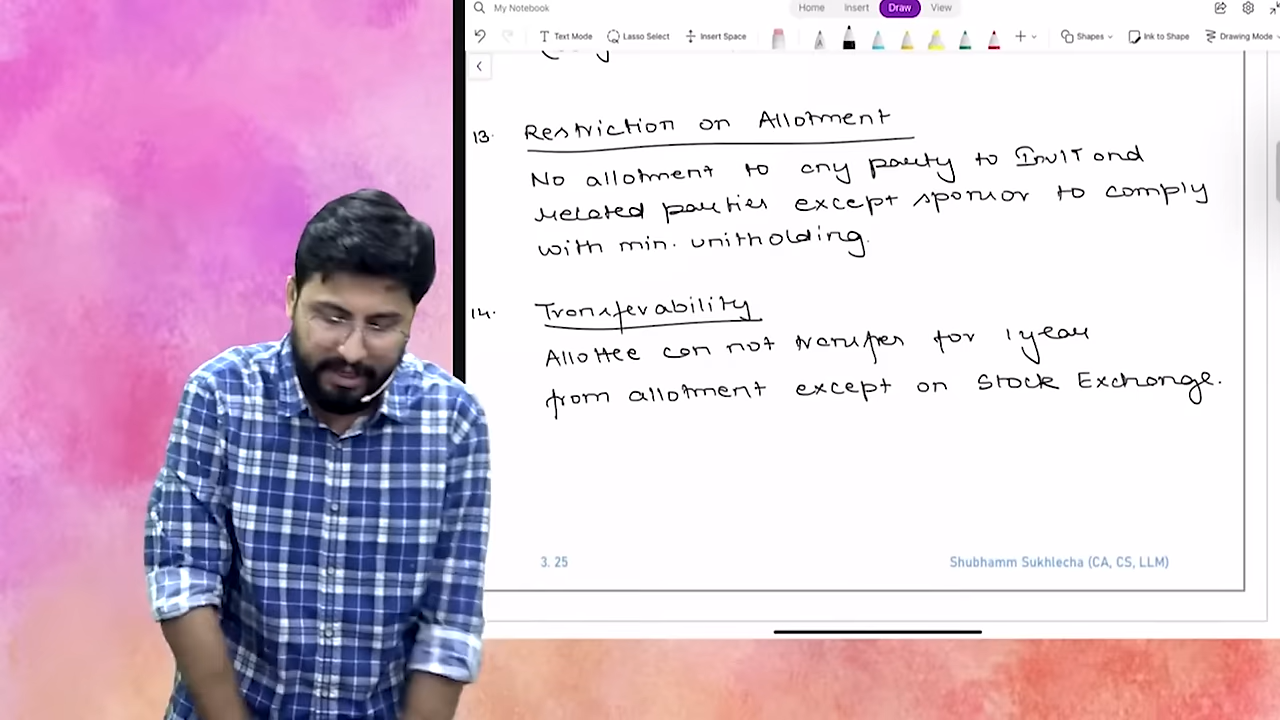 My Notebook
Home Insert Draw View
Text Mode Lasso Select Insert Space Shapes Ink to Shape Drawing Mode
13. Restriction on Allotment
No allotment to any party to InvIT and
related parties except sponsor to comply
with min. unitholding.
14. Transferability
Allottee can not transfer for 1 year
from allotment except on Stock Exchange.
3. 25
Shubhamm Sukhlecha (CA, CS, LLM)